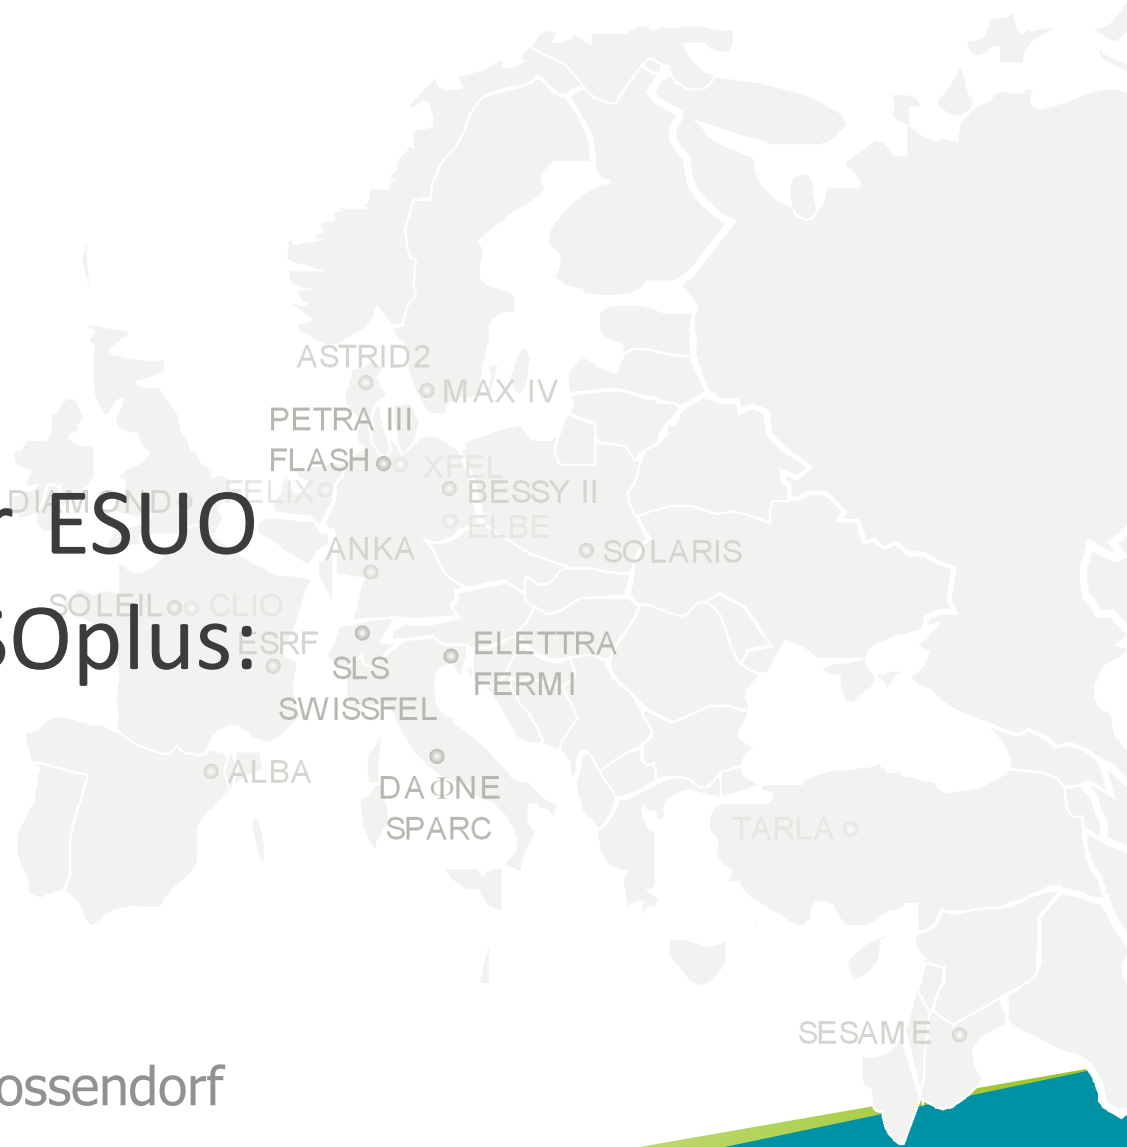 ASTRID2
MAX IV
PETRA III
FLASH
XFEL
DIAMOND
FELIX
BESSY II
r ESUO
ELBE
ANKA
SOLARIS
SOLEIL
CLIO
SOplus:
ESRF
ELETTRA
SLS
FERMI
SWISSFEL
ALBA
DAΦNE
SPARC
TARLA
SESAME
ossendorf